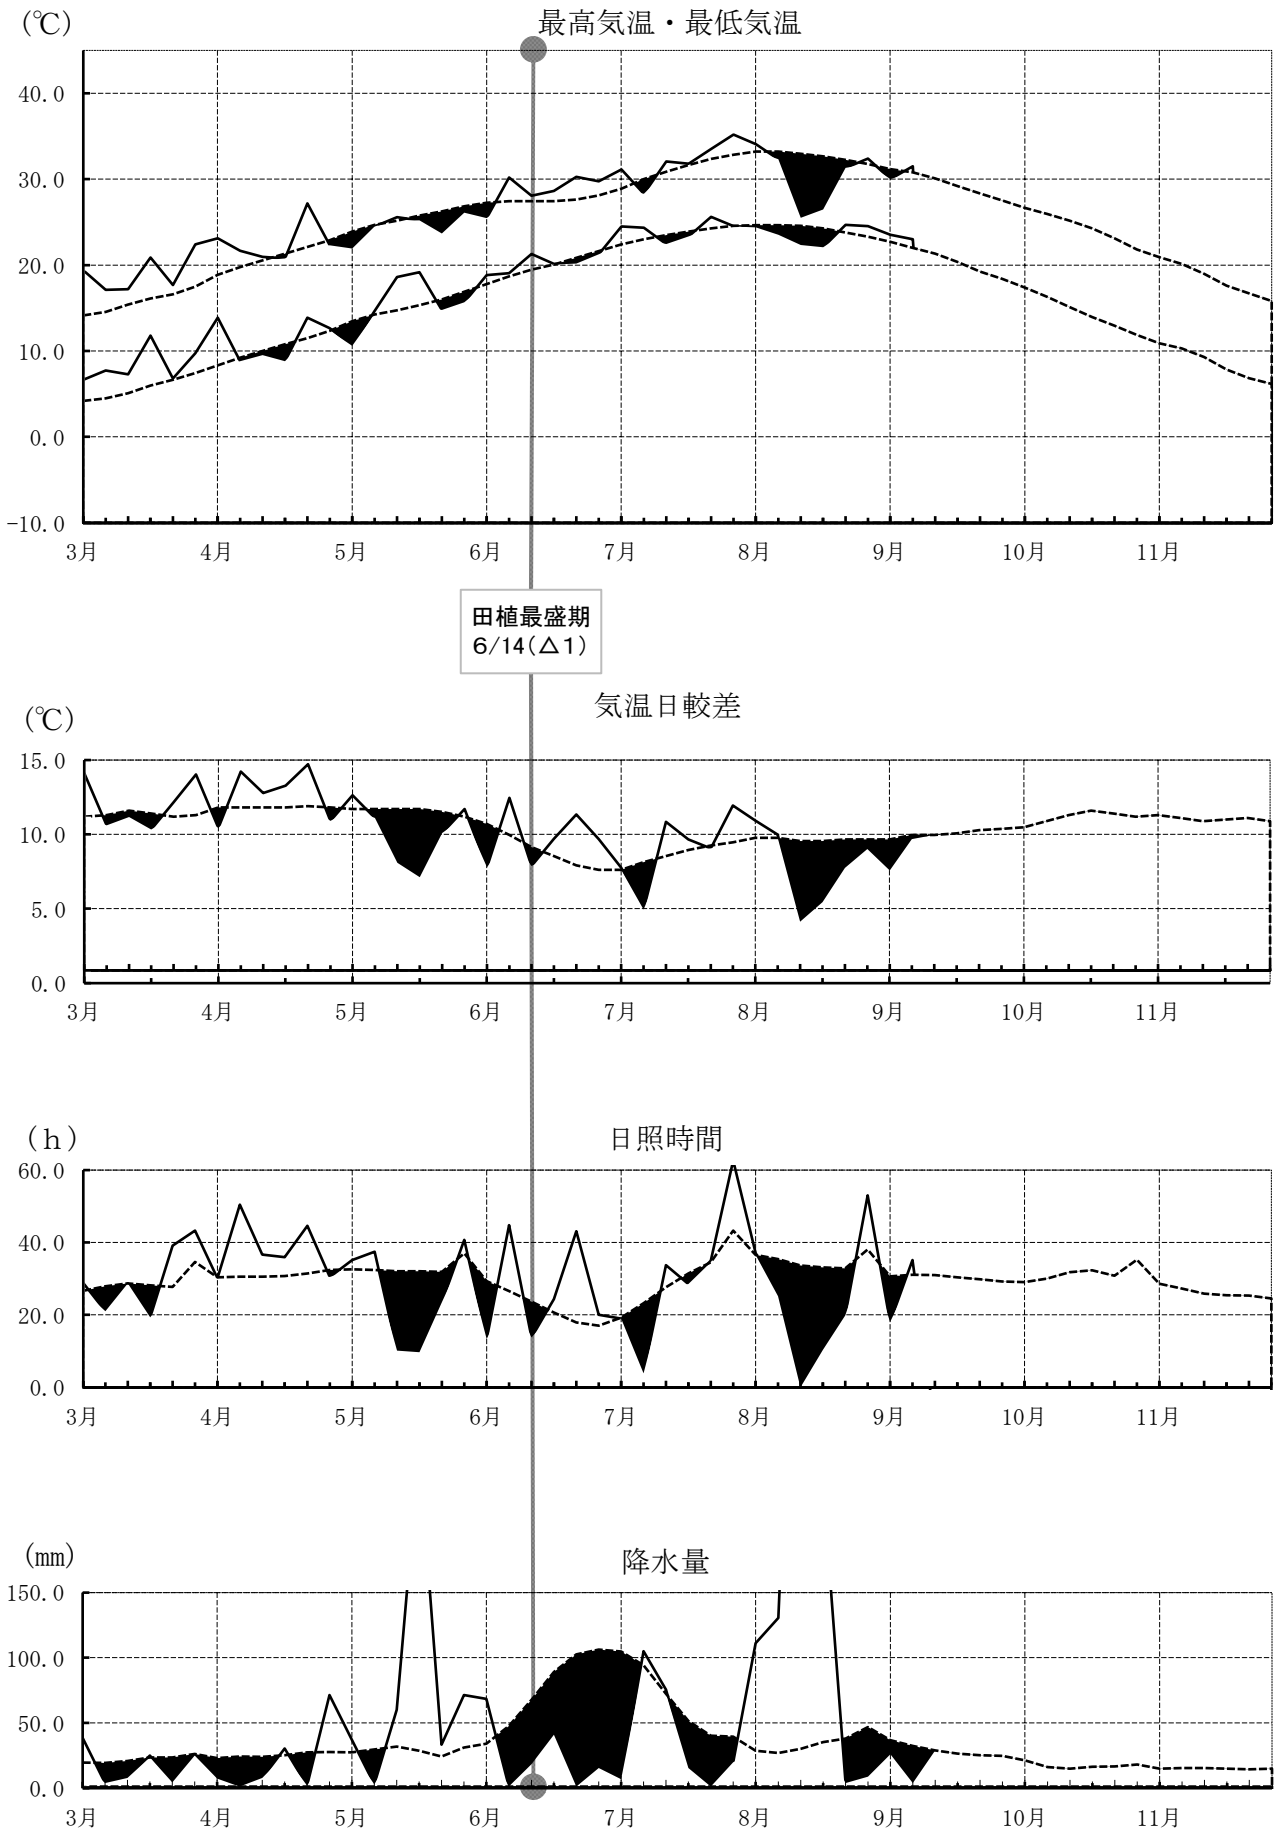 (℃)
最高気温・最低気温
40.0
30.0
20.0
10.0
0.0
-10.0
3月 4月 5月 6月 7月 8月 9月 10月 11月
田植最盛期
6/14(△1)
(℃)
気温日較差
15.0
10.0
5.0
0.0
3月 4月 5月 6月 7月 8月 9月 10月 11月
(h)
日照時間
60.0
40.0
20.0
0.0
3月 4月 5月 6月 7月 8月 9月 10月 11月
(㎜)
降水量
150.0
100.0
50.0
0.0
3月 4月 5月 6月 7月 8月 9月 10月 11月